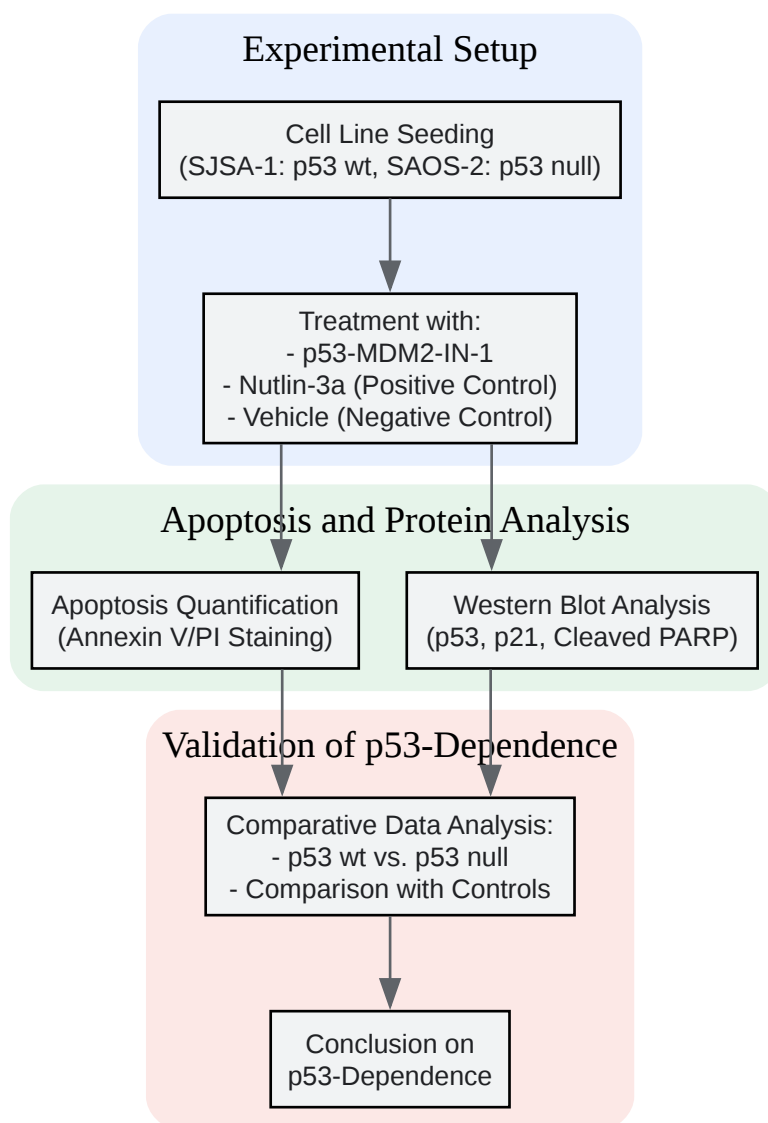 Experimental Setup
Cell Line Seeding
(SJSA-1: p53 wt, SAOS-2: p53 null)
Treatment with:
- p53-MDM2-IN-1
- Nutlin-3a (Positive Control)
- Vehicle (Negative Control)
Apoptosis and Protein Analysis
Apoptosis Quantification
(Annexin V/PI Staining)
Western Blot Analysis
(p53, p21, Cleaved PARP)
Validation of p53-Dependence
Comparative Data Analysis:
- p53 wt vs. p53 null
- Comparison with Controls
Conclusion on
p53-Dependence